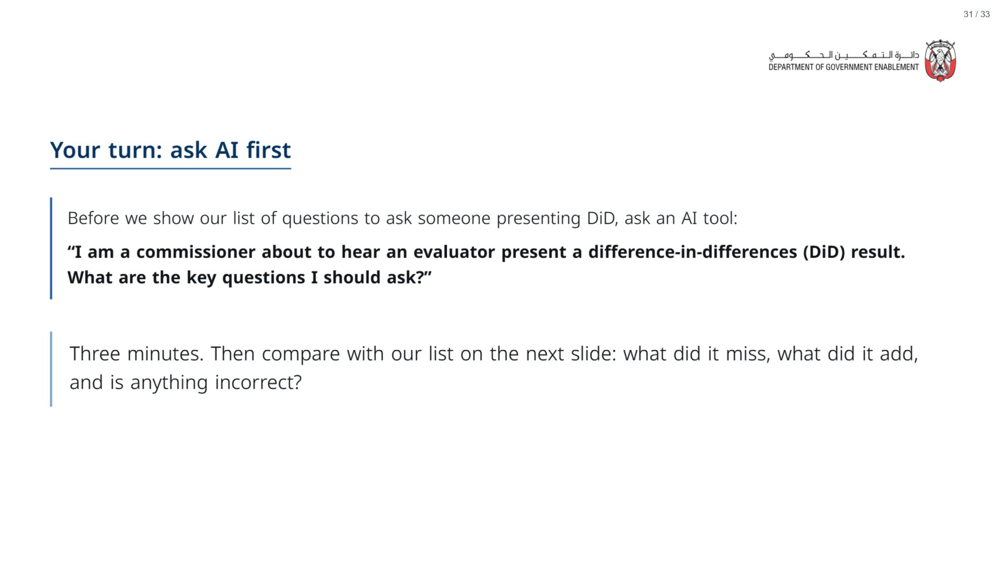 31 / 33
دائرة التمكين الحكومي
DEPARTMENT OF GOVERNMENT ENABLEMENT
Your turn: ask AI first
Before we show our list of questions to ask someone presenting DiD, ask an AI tool:
“I am a commissioner about to hear an evaluator present a difference-in-differences (DiD) result.
What are the key questions I should ask?”
Three minutes. Then compare with our list on the next slide: what did it miss, what did it add,
and is anything incorrect?